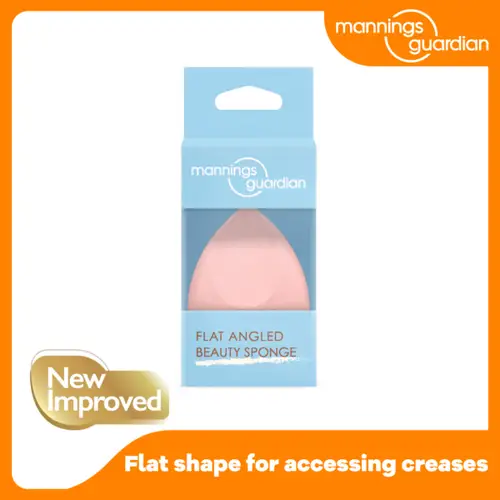 mannings
guardian
mannings
guardian
FLAT ANGLED
BEAUTY SPONGE
New
Improved
Flat shape for accessing creases